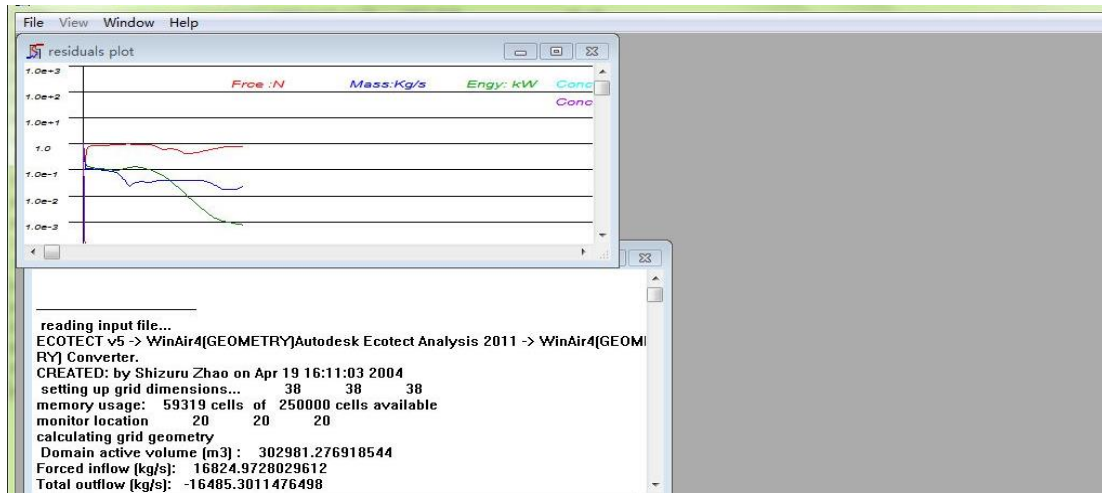 File View Window Help
residuals plot
1.0e+3
Frce :N Mass:Kg/s Engy: kW Conc
1.0e+2
Conc
1.0e+1
1.0
1.0e-1
1.0e-2
1.0e-3
reading input file...
ECOTECT v5 -> WinAir4(GEOMETRY)Autodesk Ecotect Analysis 2011 -> WinAir4(GEOM
RY) Converter.
CREATED: by Shizuru Zhao on Apr 19 16:11:03 2004
setting up grid dimensions... 38 38 38
memory usage: 59319 cells of 250000 cells available
monitor location 20 20 20
calculating grid geometry
Domain active volume (m3) : 302981.276918544
Forced inflow (kg/s): 16824.9728029612
Total outflow (kg/s): -16485.3011476498